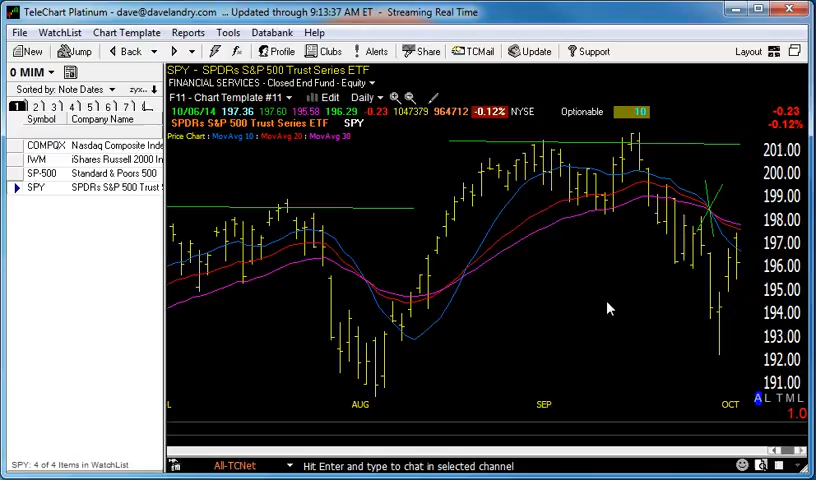 TeleChart Platinum - dave@davelandry.com ... Updated through 9:13:37 AM ET - Streaming Real Time
File WatchList Chart Template Reports Tools Databank Help
New Jump Back Profile Clubs Alerts Share TCMail Update Support Layout
0 MIM
Sorted by: Note Dates zyx..
1 2 3 4 5 6 7
Symbol Company Name
COMPQX Nasdaq Composite Inde
IWM iShares Russell 2000 In
SP-500 Standard & Poors 500
SPY SPDRs S&P 500 Trust S
SPY - SPDRs S&P 500 Trust Series ETF
FINANCIAL SERVICES - Closed End Fund - Equity
F11 - Chart Template #11 Edit Daily
10/06/14 197.36 197.60 195.58 196.29 -0.23 1047379 964712 -0.12% NYSE Optionable 10
SPDRs S&P 500 Trust Series ETF SPY
Price Chart : MovAvg 10 : MovAvg 20 : MovAvg 30
-0.23
-0.12%
201.00
200.00
199.00
198.00
197.00
196.00
195.00
194.00
193.00
192.00
191.00
A L T M L
1.0
L AUG SEP OCT
SPY: 4 of 4 Items in WatchList
All-TCNet Hit Enter and type to chat in selected channel